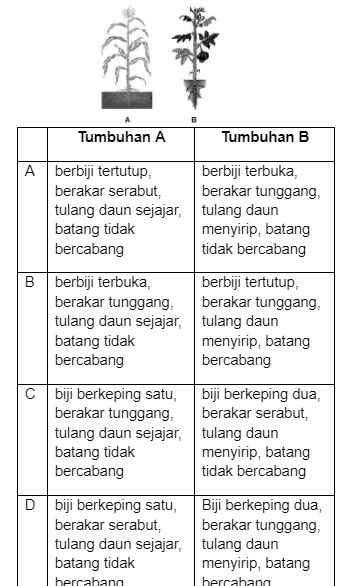 A B
Tumbuhan A Tumbuhan B
A berbiji tertutup, berbiji terbuka,
berakar serabut, berakar tunggang,
tulang daun sejajar, tulang daun
batang tidak menyirip, batang
bercabang tidak bercabang
B berbiji terbuka, berbiji tertutup,
berakar tunggang, berakar tunggang,
tulang daun sejajar, tulang daun
batang tidak menyirip, batang
bercabang bercabang
C biji berkeping satu, biji berkeping dua,
berakar tunggang, berakar serabut,
tulang daun sejajar, tulang daun
batang tidak menyirip, batang
bercabang tidak bercabang
D biji berkeping satu, Biji berkeping dua,
berakar serabut, berakar tunggang,
tulang daun sejajar, tulang daun
batang tidak menyirip, batang
bercabang bercabang